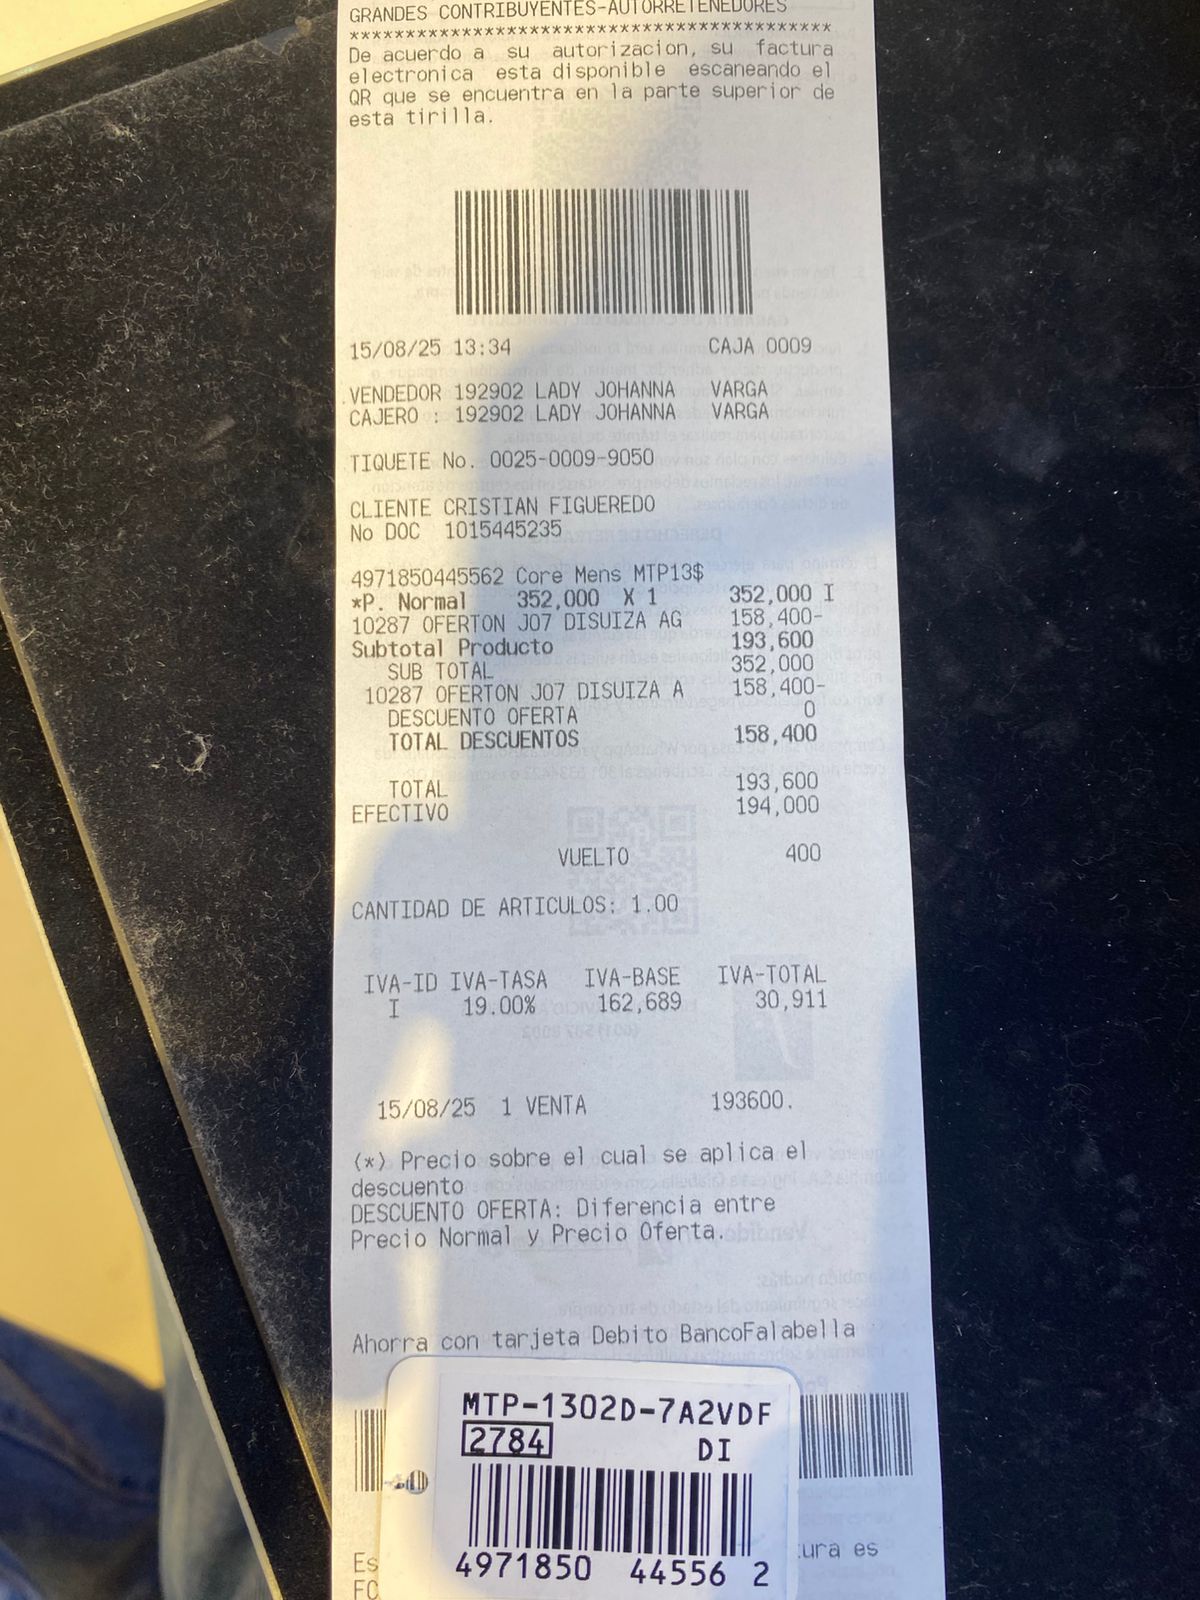 GRANDES CONTRIBUYENTES-AUTORRETENEDORES
******************************************
De acuerdo a su autorizacion, su factura
electronica esta disponible escaneando el
QR que se encuentra en la parte superior de
esta tirilla.
15/08/25 13:34 CAJA 0009
VENDEDOR 192902 LADY JOHANNA VARGA
CAJERO : 192902 LADY JOHANNA VARGA
TIQUETE No. 0025-0009-9050
CLIENTE CRISTIAN FIGUEREDO
No DOC 1015445235
4971850445562 Core Mens MTP13$
*P. Normal 352,000 X 1 352,000 I
10287 OFERTON J07 DISUIZA AG 158,400-
Subtotal Producto 193,600
SUB TOTAL 352,000
10287 OFERTON J07 DISUIZA A 158,400-
DESCUENTO OFERTA 0
TOTAL DESCUENTOS 158,400
TOTAL 193,600
EFECTIVO 194,000
VUELTO 400
CANTIDAD DE ARTICULOS: 1.00
IVA-ID IVA-TASA IVA-BASE IVA-TOTAL
I 19.00% 162,689 30,911
15/08/25 1 VENTA 193600.
(*) Precio sobre el cual se aplica el
descuento
DESCUENTO OFERTA: Diferencia entre
Precio Normal y Precio Oferta.
Ahorra con tarjeta Debito BancoFalabella
MTP-1302D-7A2VDF
2784 DI
4971850 44556 2
es